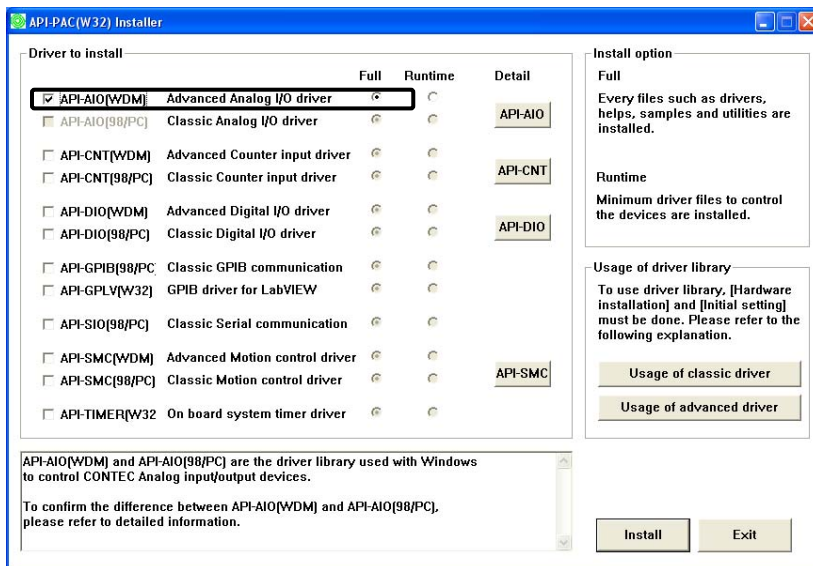 API-PAC(W32) Installer
Driver to install
Full Runtime Detail
API-AIO(WDM) Advanced Analog I/O driver
API-AIO(98/PC) Classic Analog I/O driver
API-AIO
API-CNT(WDM) Advanced Counter input driver
API-CNT(98/PC) Classic Counter input driver
API-CNT
API-DIO(WDM) Advanced Digital I/O driver
API-DIO(98/PC) Classic Digital I/O driver
API-DIO
API-GPIB(98/PC Classic GPIB communication
API-GPLV(W32) GPIB driver for LabVIEW
API-SIO(98/PC) Classic Serial communication
API-SMC(WDM) Advanced Motion control driver
API-SMC(98/PC) Classic Motion control driver
API-SMC
API-TIMER(W32 On board system timer driver
Install option
Full
Every files such as drivers,
helps, samples and utilities are
installed.
Runtime
Minimum driver files to control
the devices are installed.
Usage of driver library
To use driver library, [Hardware
installation] and [Initial setting]
must be done. Please refer to the
following explanation.
Usage of classic driver
Usage of advanced driver
API-AIO(WDM) and API-AIO(98/PC) are the driver library used with Windows
to control CONTEC Analog input/output devices.
To confirm the difference between API-AIO(WDM) and API-AIO(98/PC),
please refer to detailed information.
Install Exit